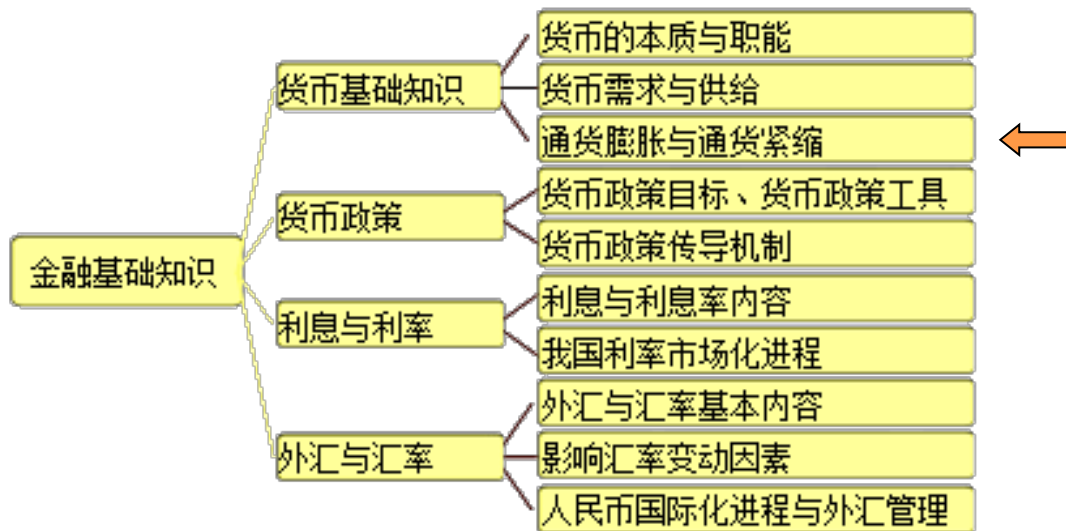 金融基础知识
货币基础知识
货币的本质与职能
货币需求与供给
通货膨胀与通货紧缩
货币政策
货币政策目标、货币政策工具
货币政策传导机制
利息与利率
利息与利息率内容
我国利率市场化进程
外汇与汇率
外汇与汇率基本内容
影响汇率变动因素
人民币国际化进程与外汇管理